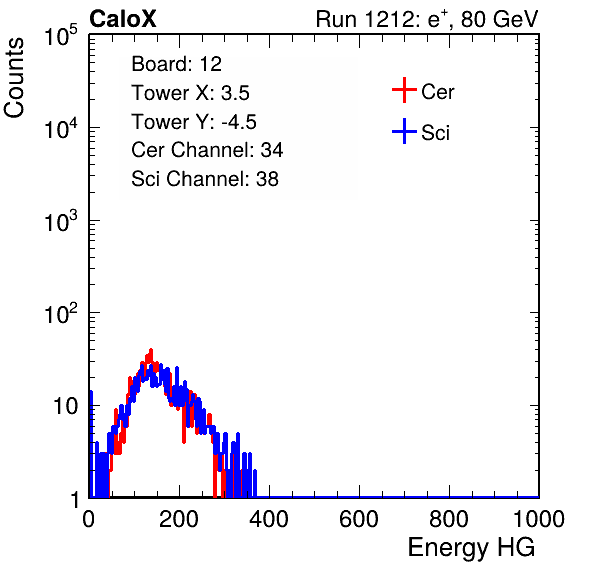 CaloX Run 1212: e⁺, 80 GeV
Counts
10⁵
10⁴
10³
10²
10
1
Board: 12
Tower X: 3.5
Tower Y: -4.5
Cer Channel: 34
Sci Channel: 38
Cer
Sci
0 200 400 600 800 1000
Energy HG